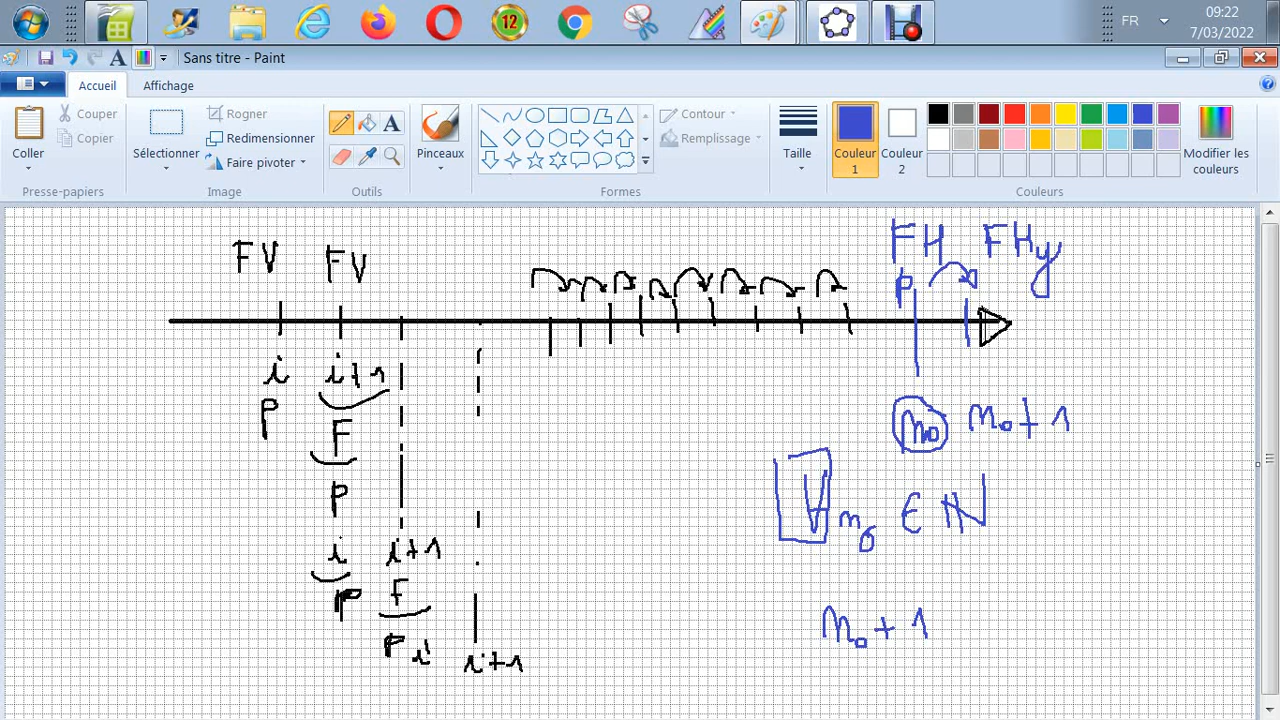 12
FR
09:22
7/03/2022
Sans titre - Paint
Accueil
Affichage
Coller
Couper
Copier
Presse-papiers
Sélectionner
Rogner
Redimensionner
Faire pivoter
Image
A
Outils
Pinceaux
Contour
Remplissage
Formes
Taille
Couleur 1
Couleur 2
Modifier les couleurs
Couleurs
FV FV
FH FHy
P
i i+1
P F
P
i i+1
P F
P i i+1
n₀ n₀+1
∀ n₀ ∈ ℕ
n₀+1